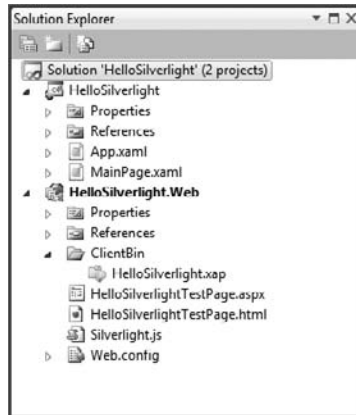 Solution Explorer
Solution 'HelloSilverlight' (2 projects)
HelloSilverlight
Properties
References
App.xaml
MainPage.xaml
HelloSilverlight.Web
Properties
References
ClientBin
HelloSilverlight.xap
HelloSilverlightTestPage.aspx
HelloSilverlightTestPage.html
Silverlight.js
Web.config